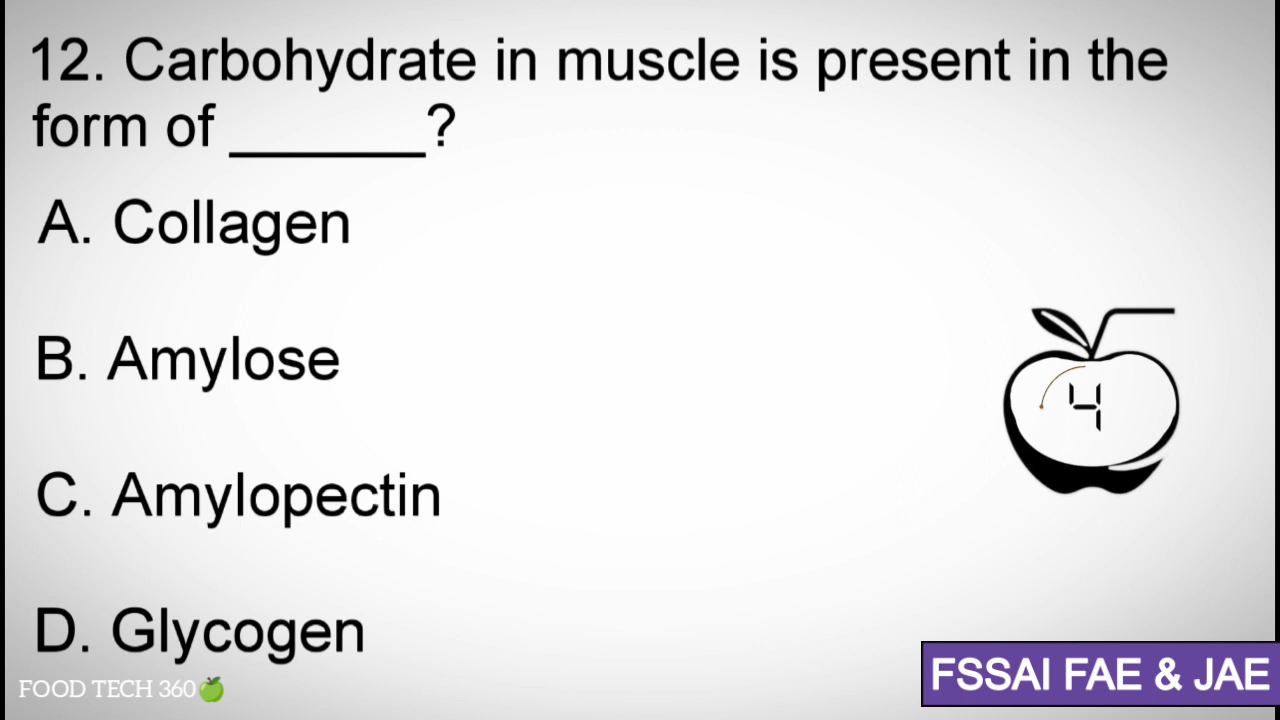 12. Carbohydrate in muscle is present in the
form of ______?
A. Collagen
B. Amylose
4
C. Amylopectin
D. Glycogen
FSSAI FAE & JAE
FOOD TECH 360